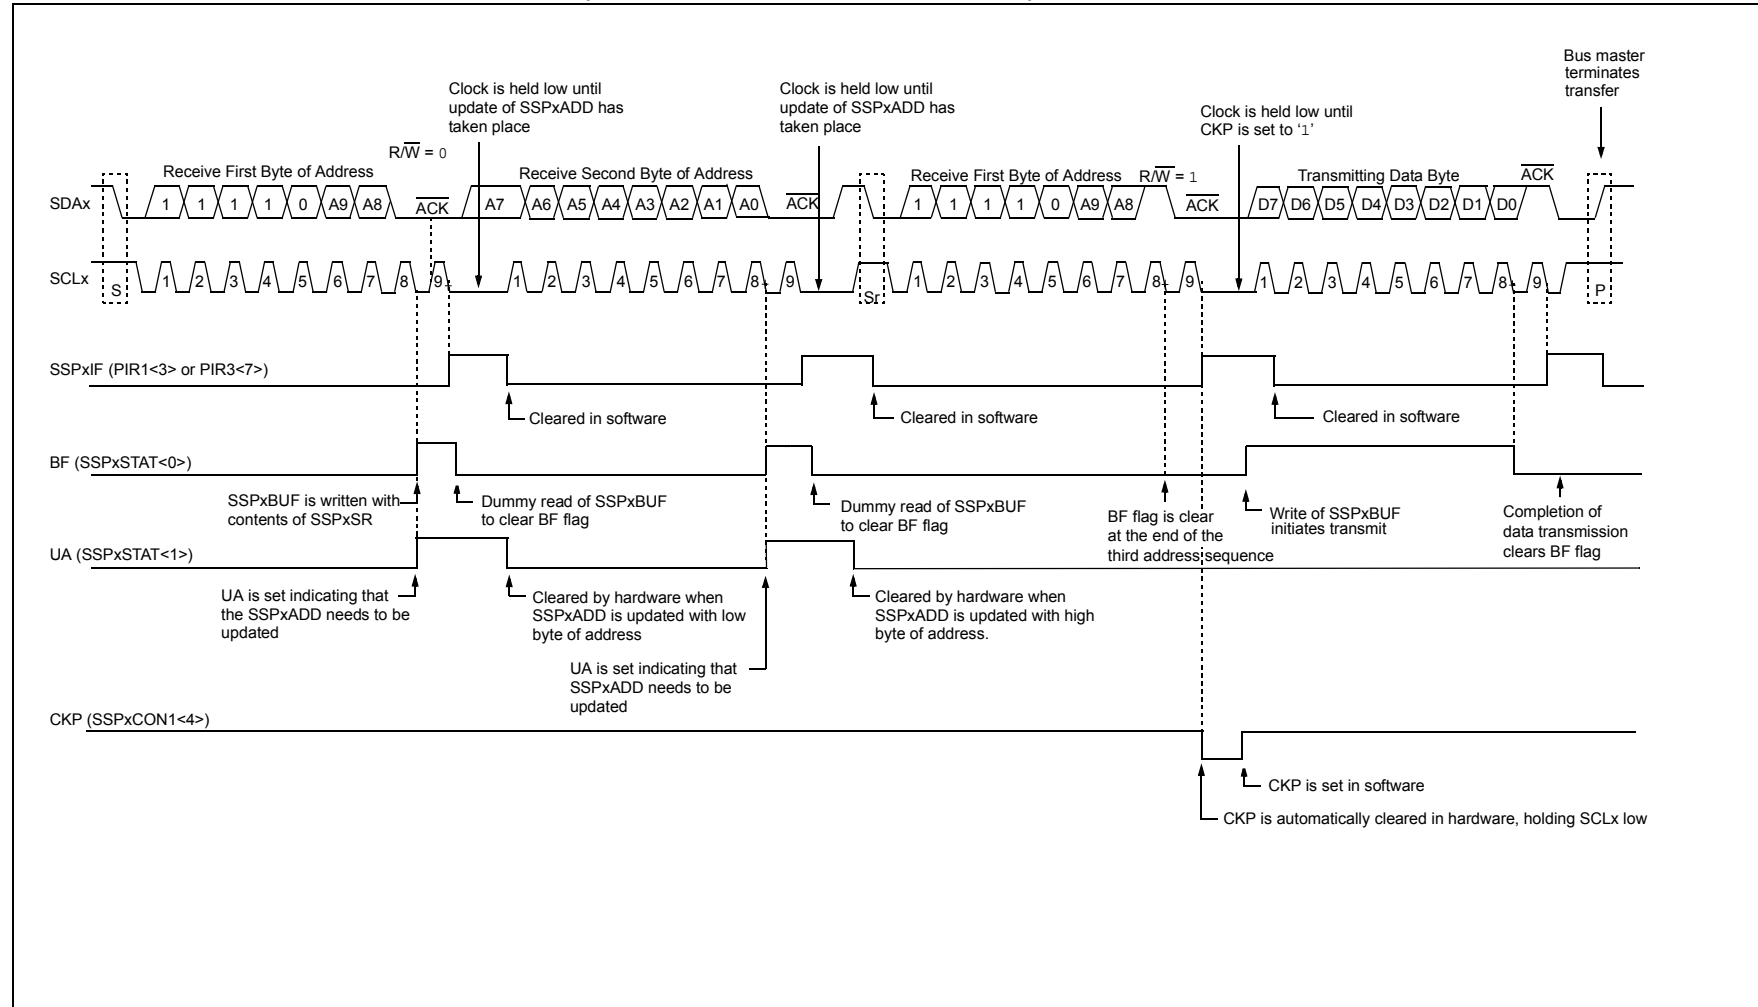 Bus master
terminates
transfer
Clock is held low until
update of SSPxADD has
taken place
Clock is held low until
update of SSPxADD has
taken place
Clock is held low until
CKP is set to ‘1’
R/W = 0
Receive First Byte of Address
Receive Second Byte of Address
Receive First Byte of Address
R/W = 1
Transmitting Data Byte
ACK
SDAx
1 1 1 1 0 A9 A8 ACK A7 A6 A5 A4 A3 A2 A1 A0 ACK 1 1 1 1 0 A9 A8 ACK D7 D6 D5 D4 D3 D2 D1 D0
SCLx
S 1 2 3 4 5 6 7 8 9 1 2 3 4 5 6 7 8 9 Sr 1 2 3 4 5 6 7 8 9 1 2 3 4 5 6 7 8 9 P
SSPxIF (PIR1<3> or PIR3<7>)
Cleared in software
Cleared in software
Cleared in software
BF (SSPxSTAT<0>)
SSPxBUF is written with
contents of SSPxSR
Dummy read of SSPxBUF
to clear BF flag
Dummy read of SSPxBUF
to clear BF flag
BF flag is clear
at the end of the
third address sequence
Write of SSPxBUF
initiates transmit
Completion of
data transmission
clears BF flag
UA (SSPxSTAT<1>)
UA is set indicating that
the SSPxADD needs to be
updated
Cleared by hardware when
SSPxADD is updated with low
byte of address
Cleared by hardware when
SSPxADD is updated with high
byte of address.
UA is set indicating that
SSPxADD needs to be
updated
CKP (SSPxCON1<4>)
CKP is set in software
CKP is automatically cleared in hardware, holding SCLx low